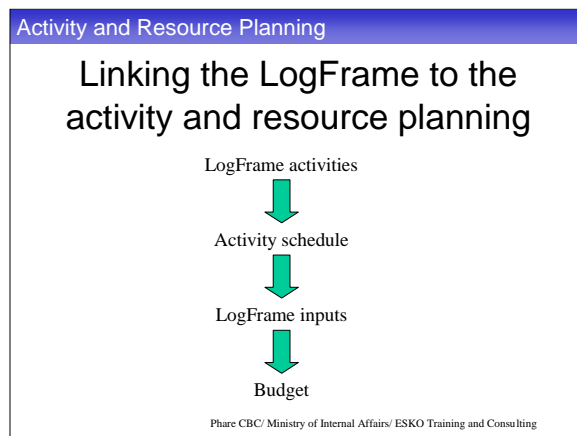 Activity and Resource Planning
Linking the LogFrame to the
activity and resource planning
LogFrame activities
Activity schedule
LogFrame inputs
Budget
Phare CBC/ Ministry of Internal Affairs/ ESKO Training and Consulting